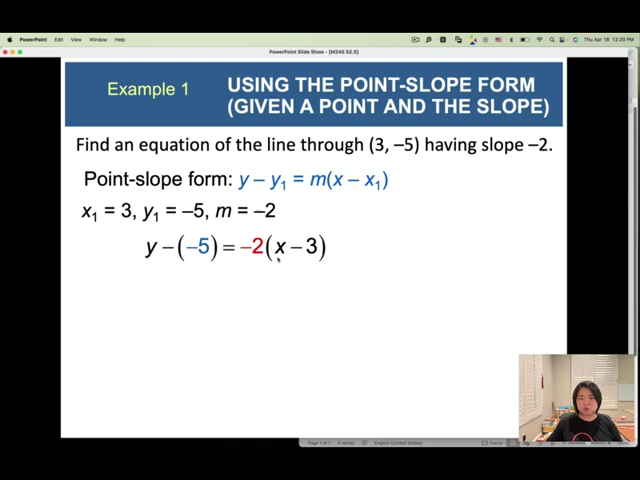 PowerPoint File Edit View Window Help Thu Apr 18 12:20 PM
PowerPoint Slide Show - [M245 S2.5]
Example 1
USING THE POINT-SLOPE FORM
(GIVEN A POINT AND THE SLOPE)
Find an equation of the line through (3, –5) having slope –2.
Point-slope form: y – y₁ = m(x – x₁)
x₁ = 3, y₁ = –5, m = –2
y – (–5) = –2(x – 3)
Page 1 of 1 0 words English (United States) Focus